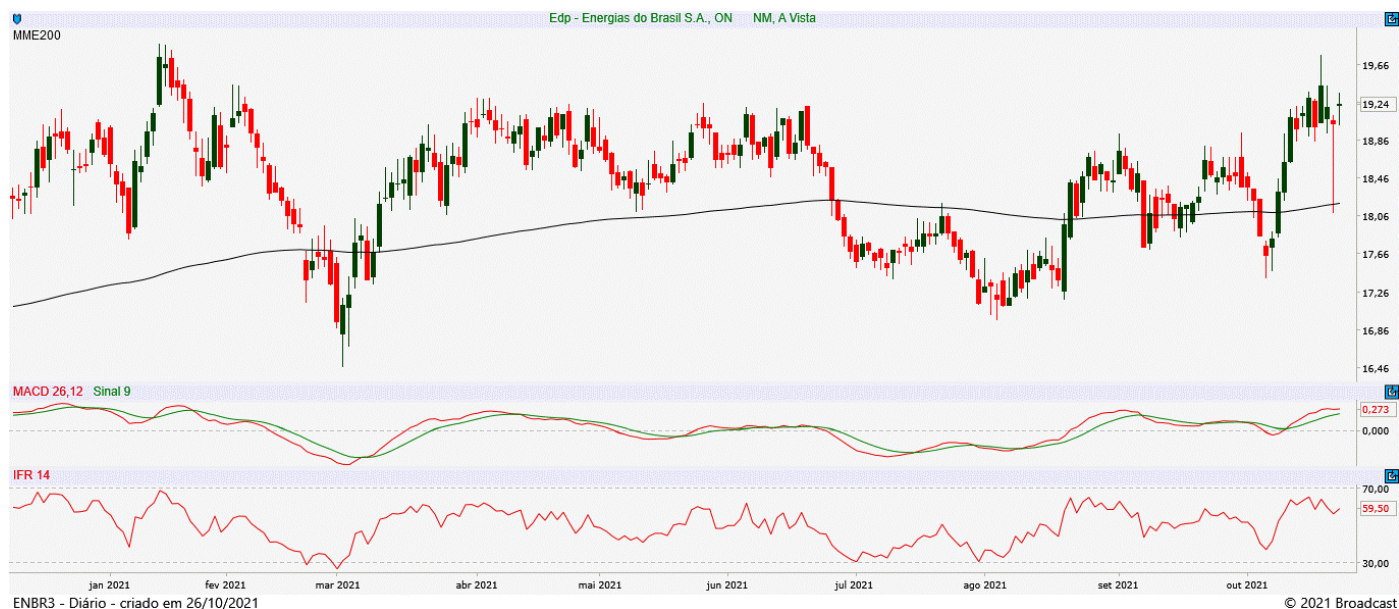 Edp - Energias do Brasil S.A., ON NM, A Vista
MME200
19,66
19,24
18,86
18,46
18,06
17,66
17,26
16,86
16,46
MACD 26,12 Sinal 9
0,273
0,000
IFR 14
70,00
59,50
30,00
jan 2021 fev 2021 mar 2021 abr 2021 mai 2021 jun 2021 jul 2021 ago 2021 set 2021 out 2021
ENBR3 - Diário - criado em 26/10/2021 © 2021 Broadcast